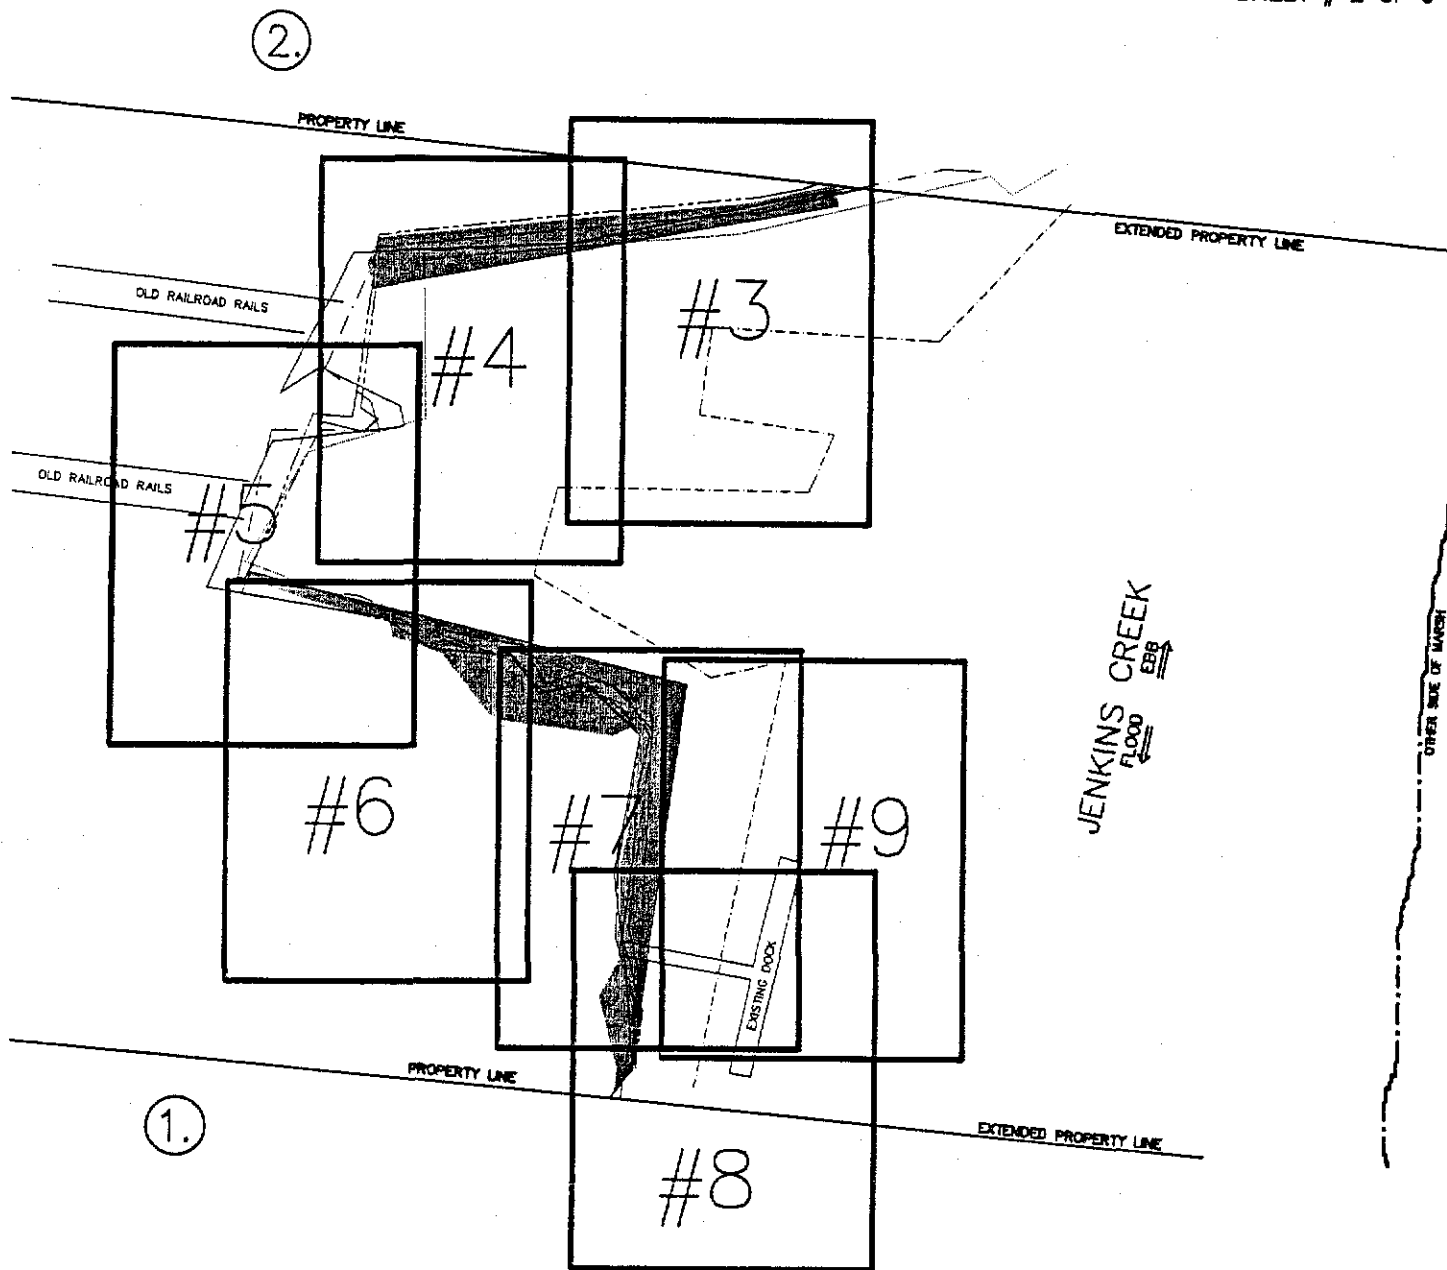 2.
PROPERTY LINE
EXTENDED PROPERTY LINE
OLD RAILROAD RAILS
#3
#4
OLD RAILROAD RAILS
#5
JENKINS CREEK
EBB
FLOOD
OTHER SIDE OF MARSH
#6
#7
#9
EXISTING DOCK
PROPERTY LINE
1.
EXTENDED PROPERTY LINE
#8